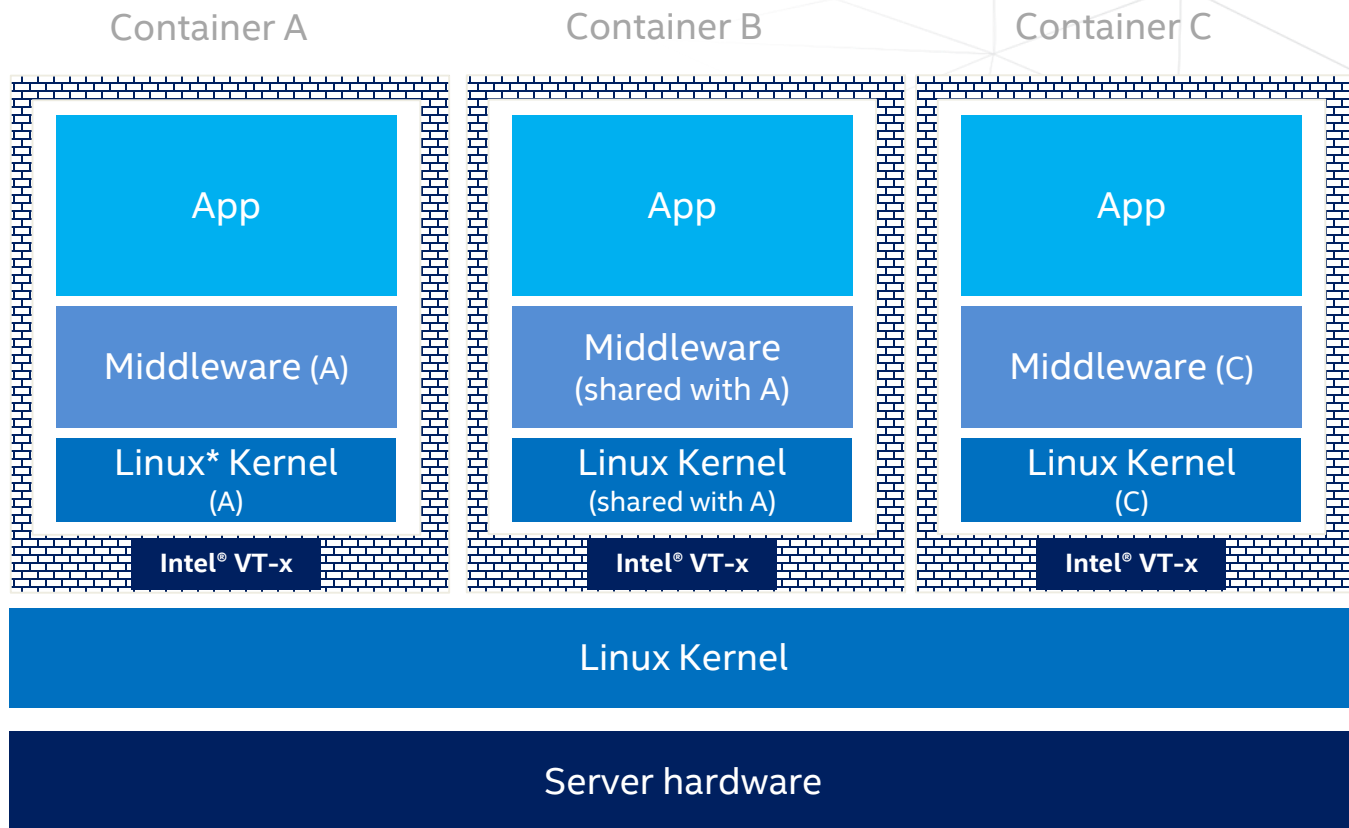 Container A
Container B
Container C
App
App
App
Middleware (A)
Middleware
(shared with A)
Middleware (C)
Linux* Kernel
(A)
Linux Kernel
(shared with A)
Linux Kernel
(C)
Intel® VT-x
Intel® VT-x
Intel® VT-x
Linux Kernel
Server hardware